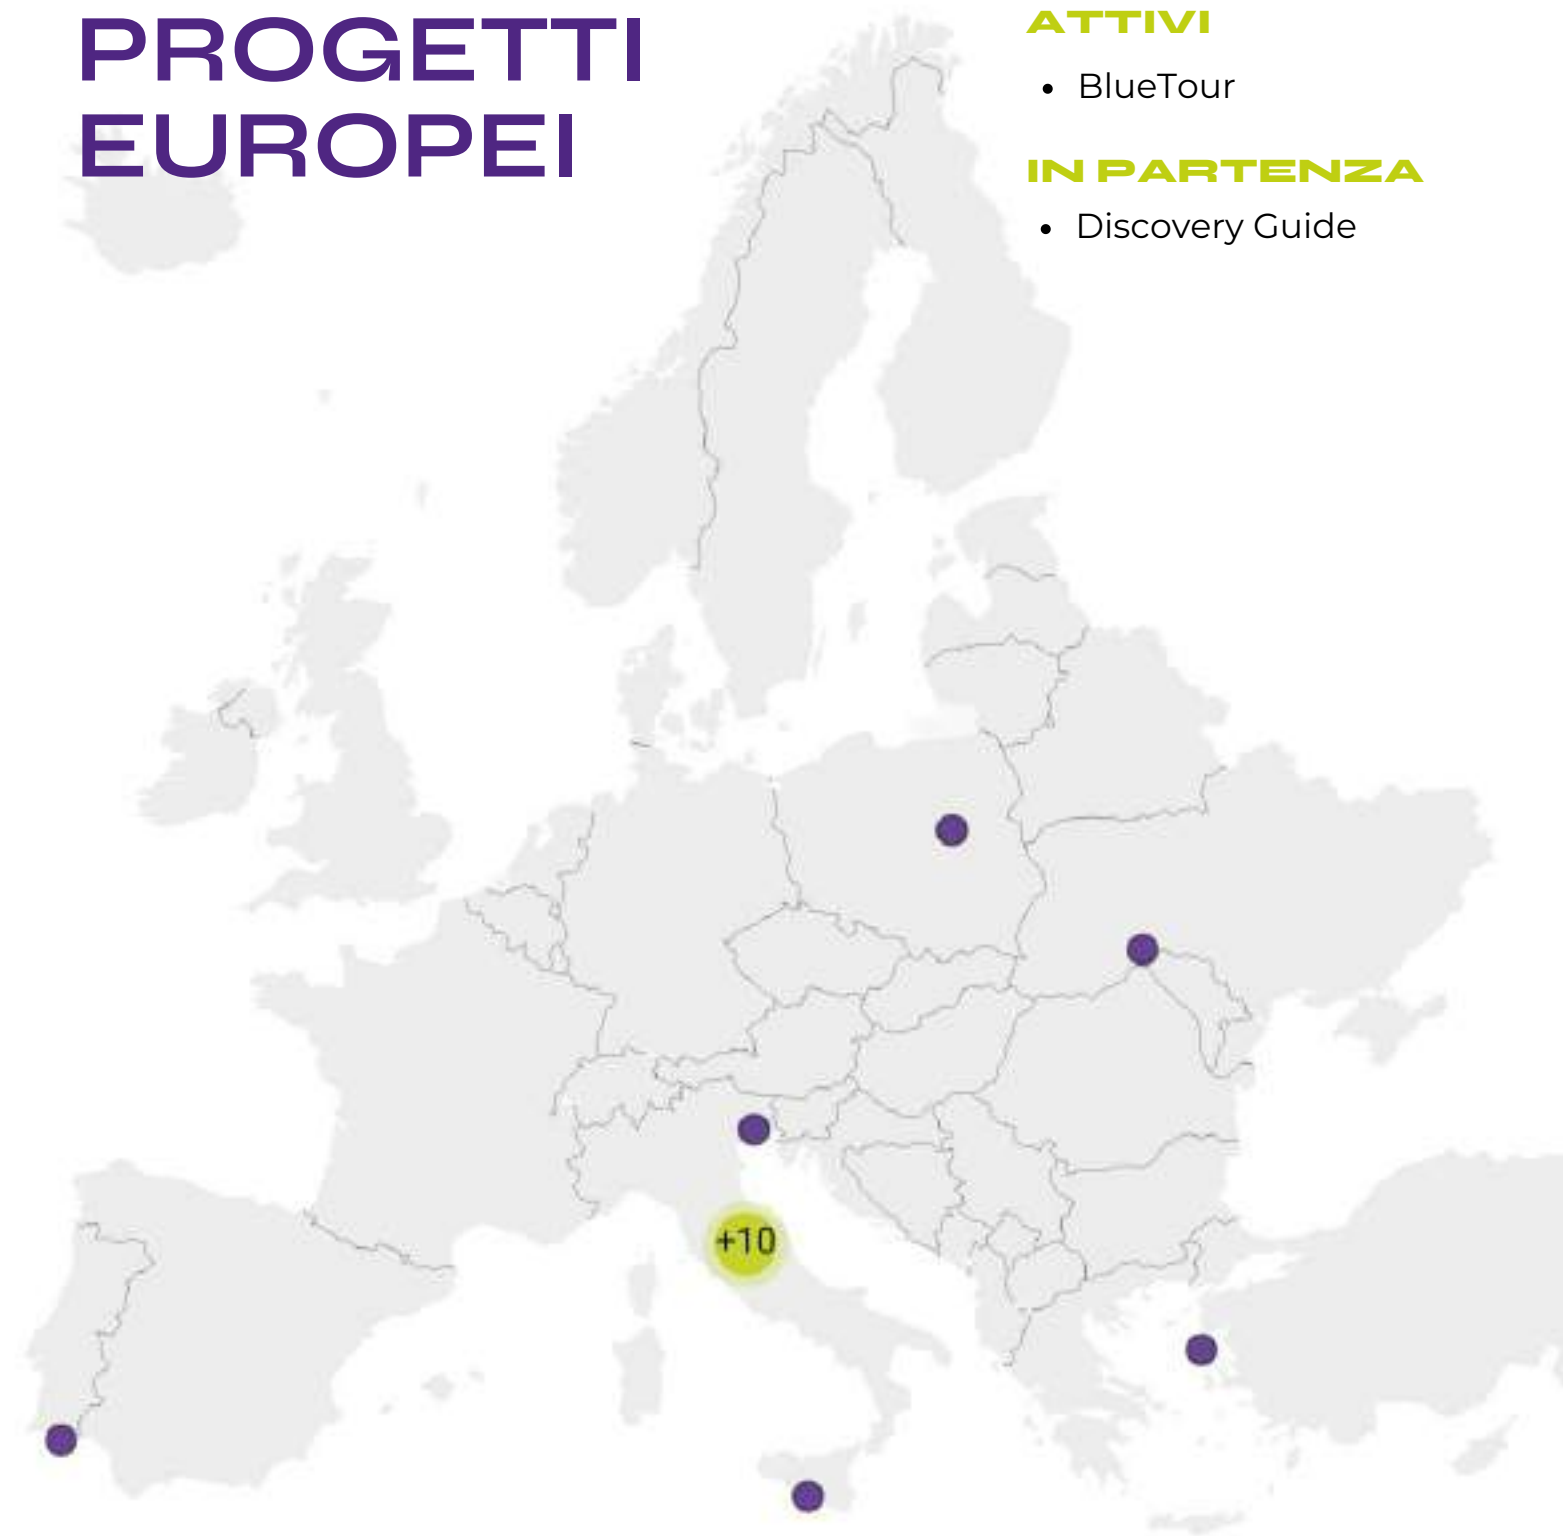 PROGETTI
EUROPEI
ATTIVI
• BlueTour
IN PARTENZA
• Discovery Guide
+10